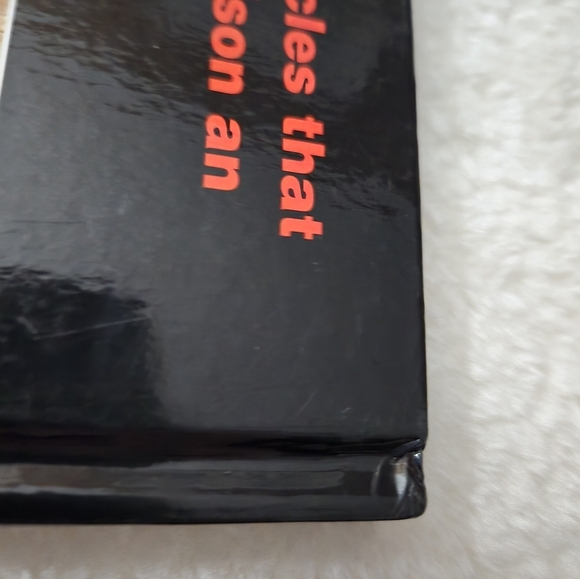 cles that
son an